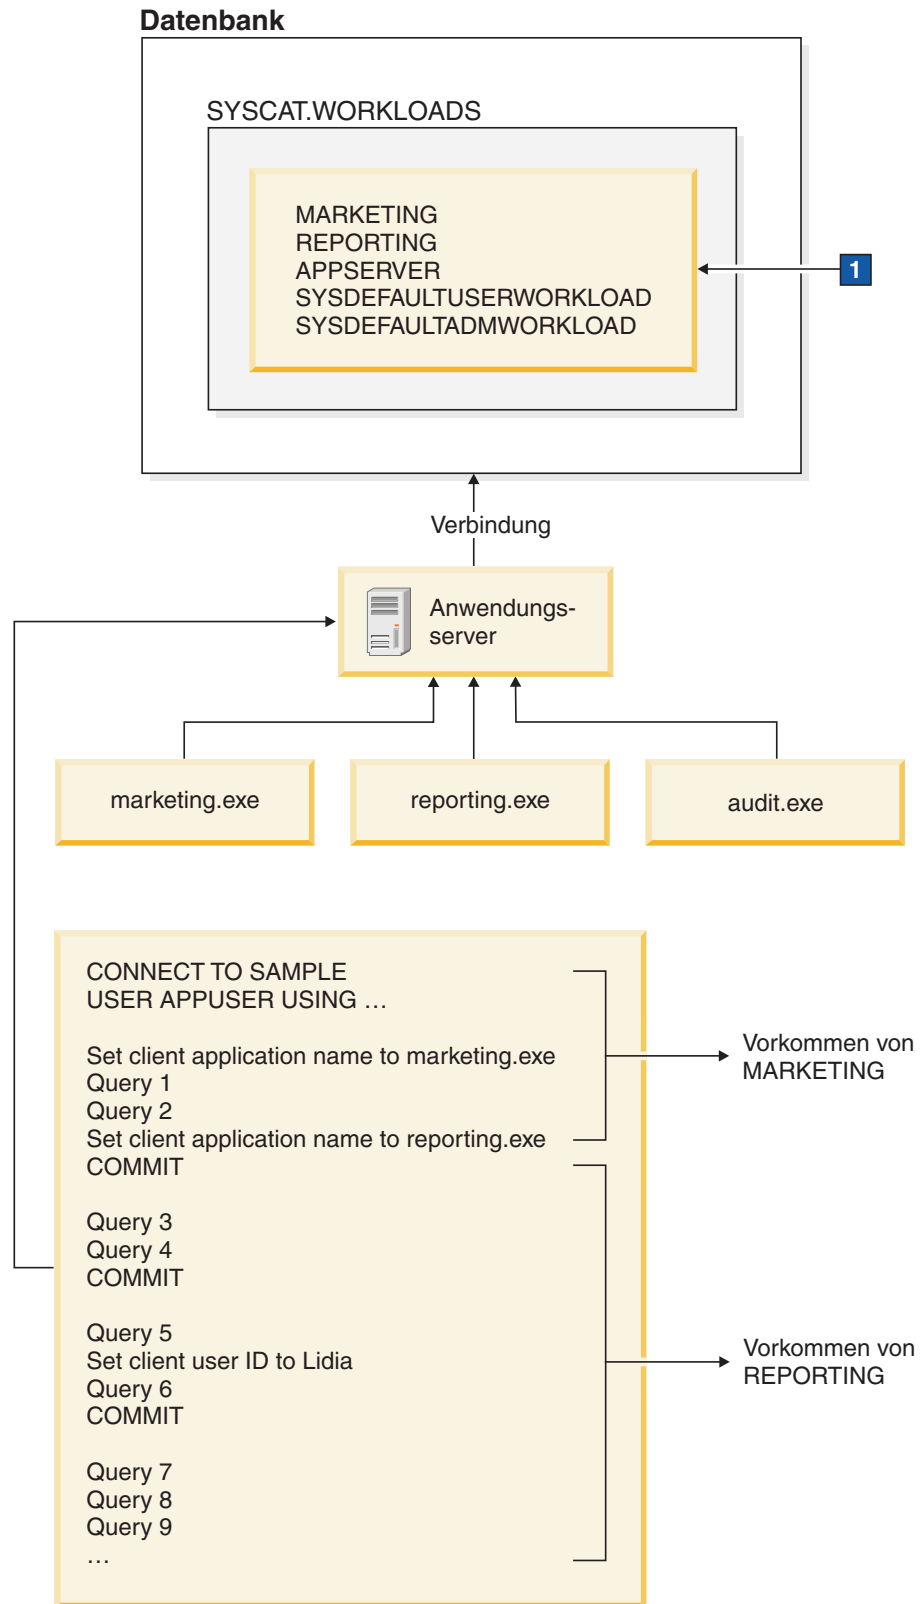 Datenbank
SYSCAT.WORKLOADS
MARKETING
REPORTING
APPSERVER
SYSDEFAULTUSERWORKLOAD
SYSDEFAULTADMWORKLOAD
1
Verbindung
Anwendungs-
server
marketing.exe
reporting.exe
audit.exe
CONNECT TO SAMPLE
USER APPUSER USING …
Set client application name to marketing.exe
Query 1
Query 2
Set client application name to reporting.exe
COMMIT
Query 3
Query 4
COMMIT
Query 5
Set client user ID to Lidia
Query 6
COMMIT
Query 7
Query 8
Query 9
…
Vorkommen von
MARKETING
Vorkommen von
REPORTING